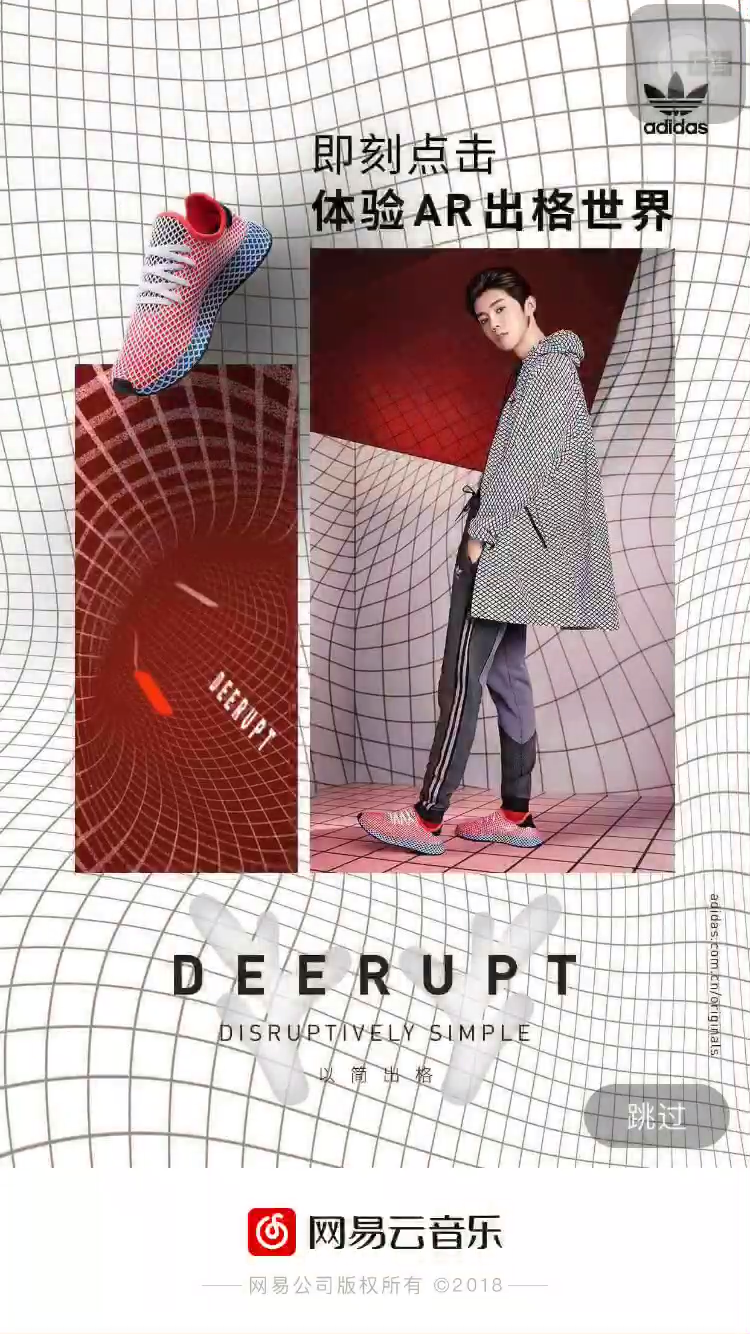 adidas
即刻点击
体验AR出格世界
DEERUPT
DEERUPT
DISRUPTIVELY SIMPLE
以简出格
adidas.com.cn/originals
跳过
网易云音乐
网易公司版权所有 ©2018